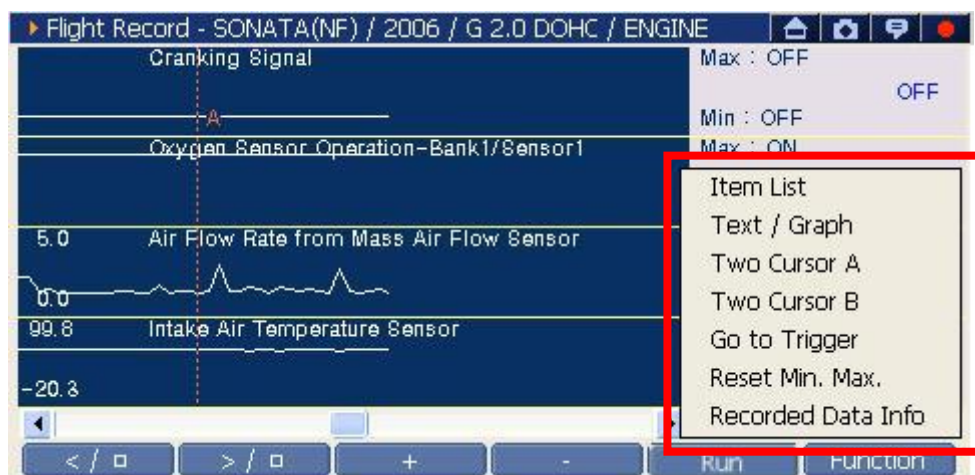 Flight Record - SONATA(NF) / 2006 / G 2.0 DOHC / ENGINE
Cranking Signal
Max : OFF
OFF
A
Min : OFF
Oxygen Sensor Operation-Bank1/Sensor1
Max : ON
Item List
5.0
Air Flow Rate from Mass Air Flow Sensor
Text / Graph
Two Cursor A
0.0
Two Cursor B
99.8
Intake Air Temperature Sensor
Go to Trigger
Reset Min. Max.
-20.3
Recorded Data Info
< / □
> / □
+
-
Run
Function